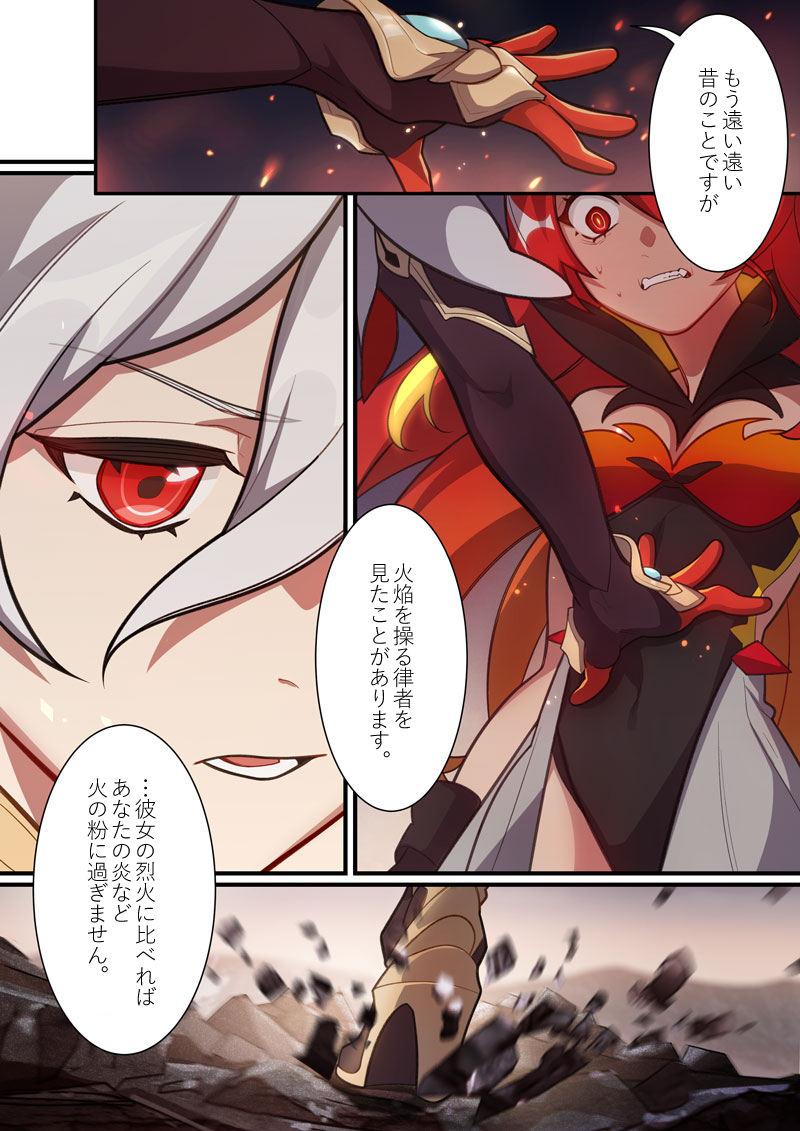 もう遠い遠い
昔のことですが
火焔を操る律者を
見たことがあります。
…彼女の烈火に比べれば
あなたの炎など
火の粉に過ぎません。